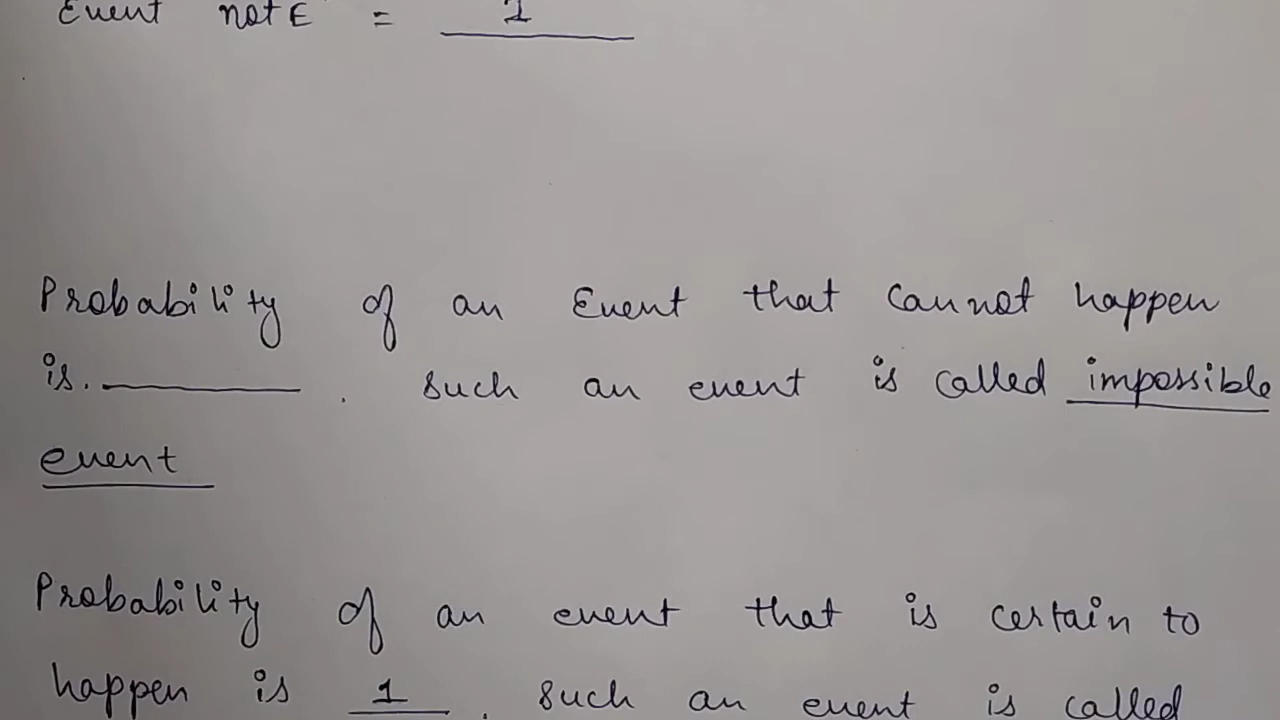 Event not E = 1
Probability of an Event that cannot happen
is. ________ . Such an event is called impossible
event
Probability of an event that is certain to
happen is 1 . Such an event is called